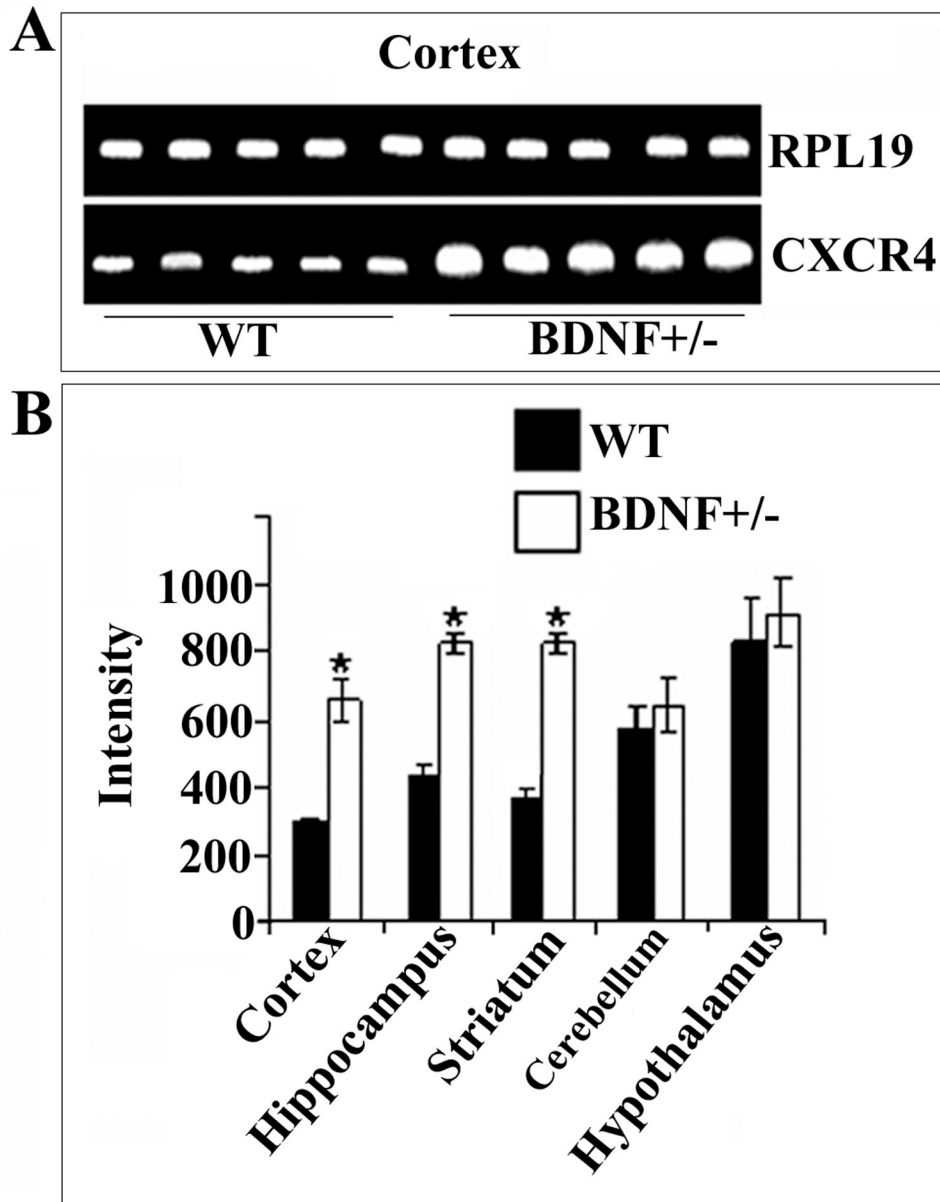 A
Cortex
RPL19
CXCR4
WT
BDNF+/-
B
WT
BDNF+/-
Intensity
1000
800
600
400
200
0
*
*
*
Cortex
Hippocampus
Striatum
Cerebellum
Hypothalamus